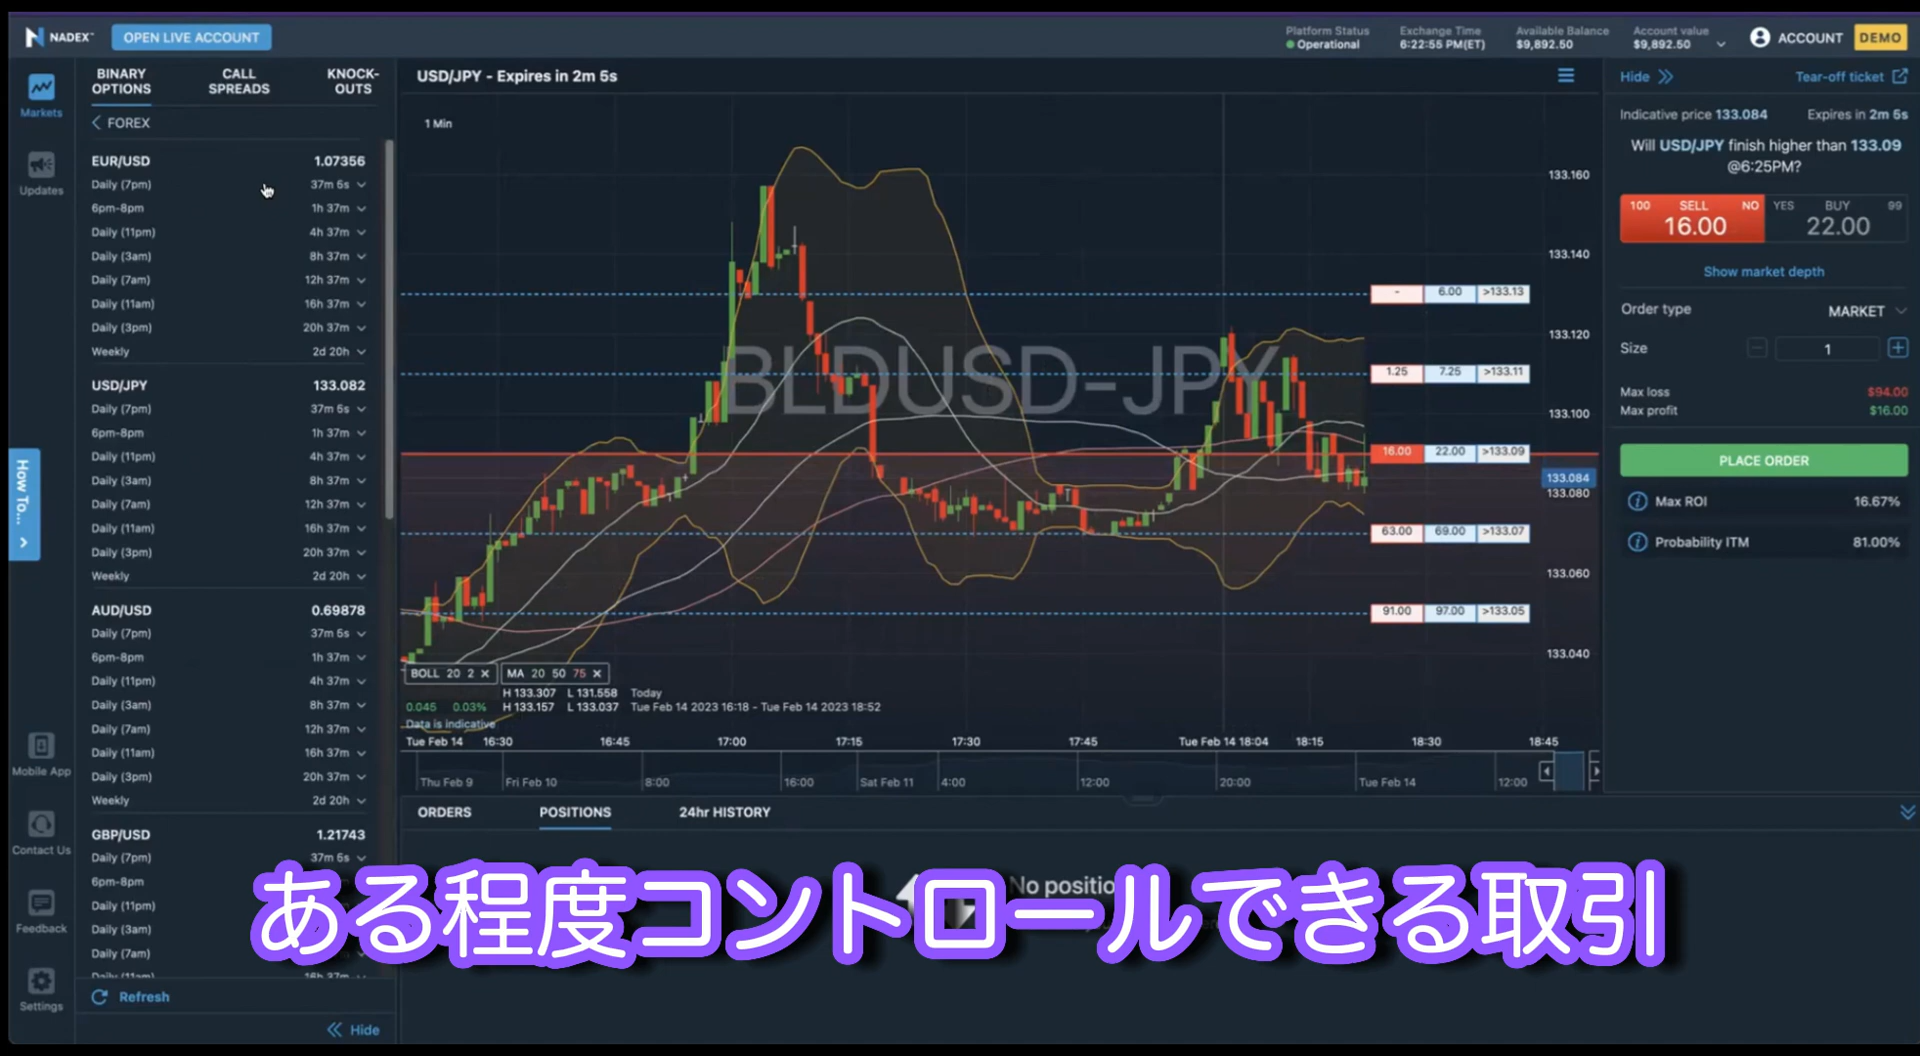 NADEX
OPEN LIVE ACCOUNT
Platform Status
Operational
Exchange Time
6:22:55 PM(ET)
Available Balance
$9,892.50
Account value
$9,892.50
ACCOUNT
DEMO
Markets
Updates
How To...
Mobile App
Contact Us
Feedback
Settings
BINARY OPTIONS
CALL SPREADS
KNOCK-OUTS
FOREX
EUR/USD 1.07356
Daily (7pm) 37m 5s
6pm-8pm 1h 37m
Daily (11pm) 4h 37m
Daily (3am) 8h 37m
Daily (7am) 12h 37m
Daily (11am) 16h 37m
Daily (3pm) 20h 37m
Weekly 2d 20h
USD/JPY 133.082
Daily (7pm) 37m 5s
6pm-8pm 1h 37m
Daily (11pm) 4h 37m
Daily (3am) 8h 37m
Daily (7am) 12h 37m
Daily (11am) 16h 37m
Daily (3pm) 20h 37m
Weekly 2d 20h
AUD/USD 0.69878
Daily (7pm) 37m 5s
6pm-8pm 1h 37m
Daily (11pm) 4h 37m
Daily (3am) 8h 37m
Daily (7am) 12h 37m
Daily (11am) 16h 37m
Daily (3pm) 20h 37m
Weekly 2d 20h
GBP/USD 1.21743
Daily (7pm) 37m 5s
6pm-8pm
Daily (11pm)
Daily (3am)
Daily (7am)
Daily (11am) 16h 37m
Refresh
Hide
USD/JPY - Expires in 2m 5s
1 Min
BLDUSD-JPY
133.160
133.140
133.120
133.100
133.084
133.080
133.060
133.040
- 6.00 >133.13
1.25 7.25 >133.11
16.00 22.00 >133.09
63.00 69.00 >133.07
91.00 97.00 >133.05
BOLL 20 2 × MA 20 50 75 ×
H 133.307 L 131.558 Today
0.045 0.03% H 133.157 L 133.037 Tue Feb 14 2023 16:18 - Tue Feb 14 2023 18:52
Data is indicative
Tue Feb 14 16:30 16:45 17:00 17:15 17:30 17:45 Tue Feb 14 18:04 18:15 18:30 18:45
Thu Feb 9 Fri Feb 10 8:00 16:00 Sat Feb 11 4:00 12:00 20:00 Tue Feb 14 12:00
ORDERS POSITIONS 24hr HISTORY
No positio
Hide
Tear-off ticket
Indicative price 133.084 Expires in 2m 5s
Will USD/JPY finish higher than 133.09
@6:25PM?
100 SELL NO YES BUY 99
16.00 22.00
Show market depth
Order type MARKET
Size − 1 +
Max loss $94.00
Max profit $16.00
PLACE ORDER
Max ROI 16.67%
Probability ITM 81.00%
ある程度コントロールできる取引